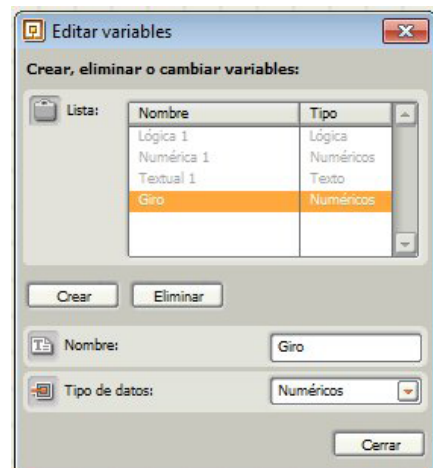 Editar variables
Crear, eliminar o cambiar variables:
Lista:
Nombre Tipo
Lógica 1 Lógica
Numérica 1 Numéricos
Textual 1 Texto
Giro Numéricos
Crear Eliminar
Nombre: Giro
Tipo de datos: Numéricos
Cerrar